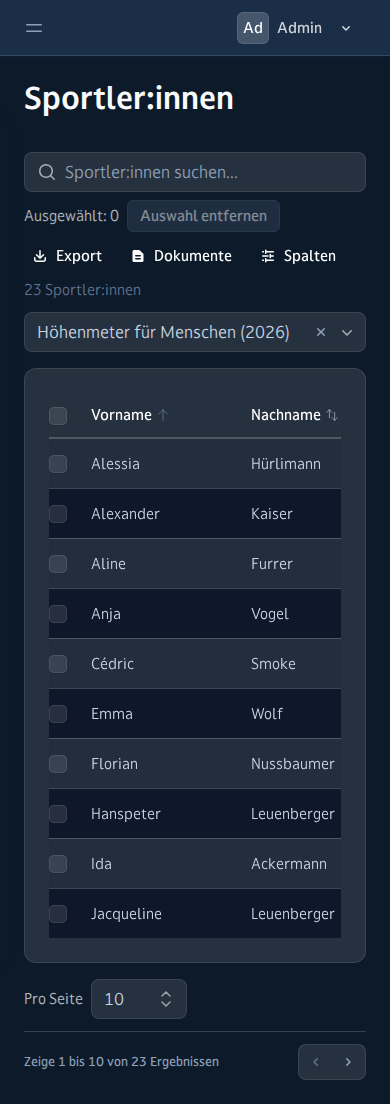 Ad Admin
Sportler:innen
Sportler:innen suchen...
Ausgewählt: 0 Auswahl entfernen
Export Dokumente Spalten
23 Sportler:innen
Höhenmeter für Menschen (2026)
Vorname Nachname
Alessia Hürlimann
Alexander Kaiser
Aline Furrer
Anja Vogel
Cédric Smoke
Emma Wolf
Florian Nussbaumer
Hanspeter Leuenberger
Ida Ackermann
Jacqueline Leuenberger
Pro Seite 10
Zeige 1 bis 10 von 23 Ergebnissen